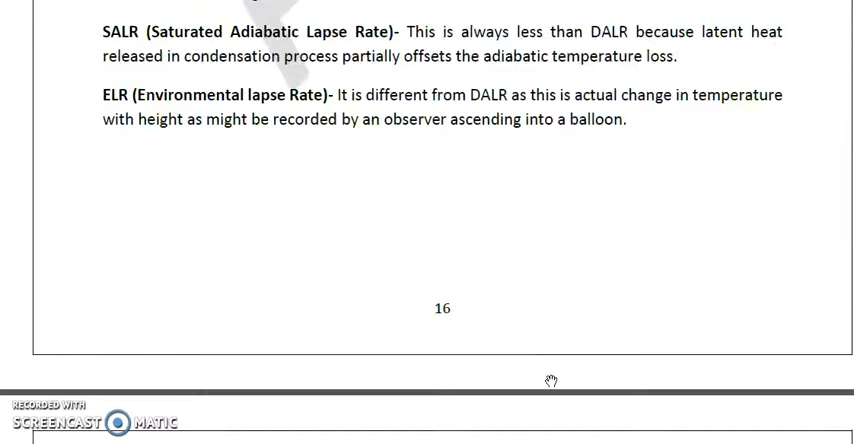 SALR (Saturated Adiabatic Lapse Rate)- This is always less than DALR because latent heat
released in condensation process partially offsets the adiabatic temperature loss.
ELR (Environmental lapse Rate)- It is different from DALR as this is actual change in temperature
with height as might be recorded by an observer ascending into a balloon.
16
RECORDED WITH
SCREENCAST MATIC